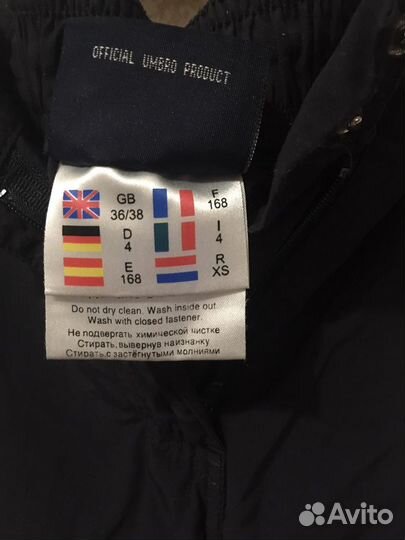 OFFICIAL UMBRO PRODUCT
GB
36/38
F
168
D
4
I
4
E
168
R
XS
Do not dry clean. Wash inside out
Wash with closed fastener.
Не подвергать химической чистке
Стирать, вывернув наизнанку
Стирать, с застёгнутыми молниями
Avito